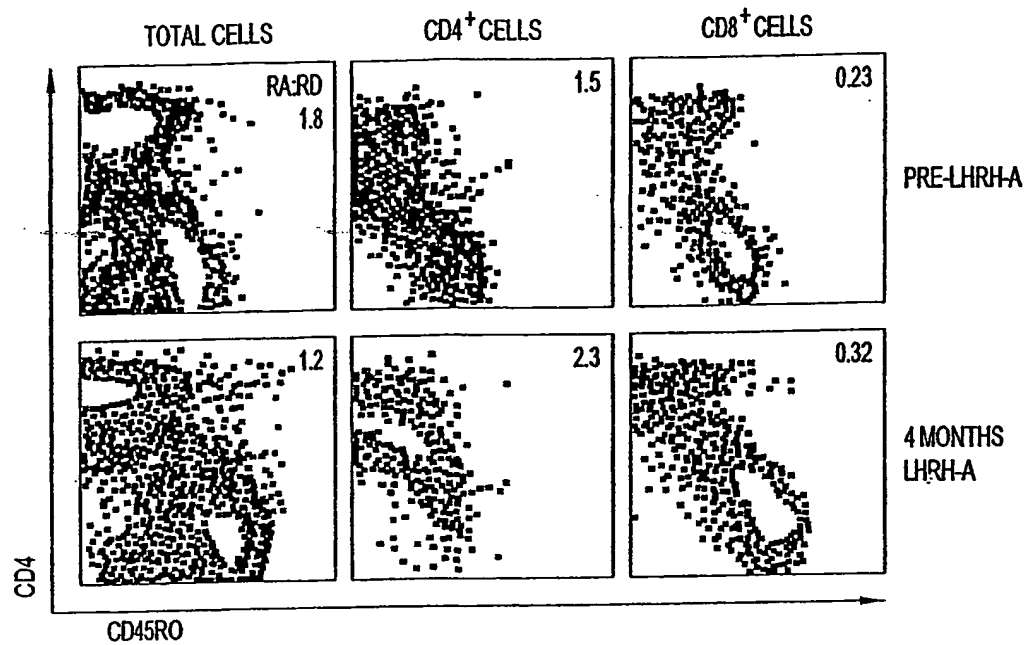 TOTAL CELLS
CD4+ CELLS
CD8+ CELLS
RA:RD
1.8
1.5
0.23
PRE-LHRH-A
1.2
2.3
0.32
4 MONTHS
LHRH-A
CD4
CD45RO